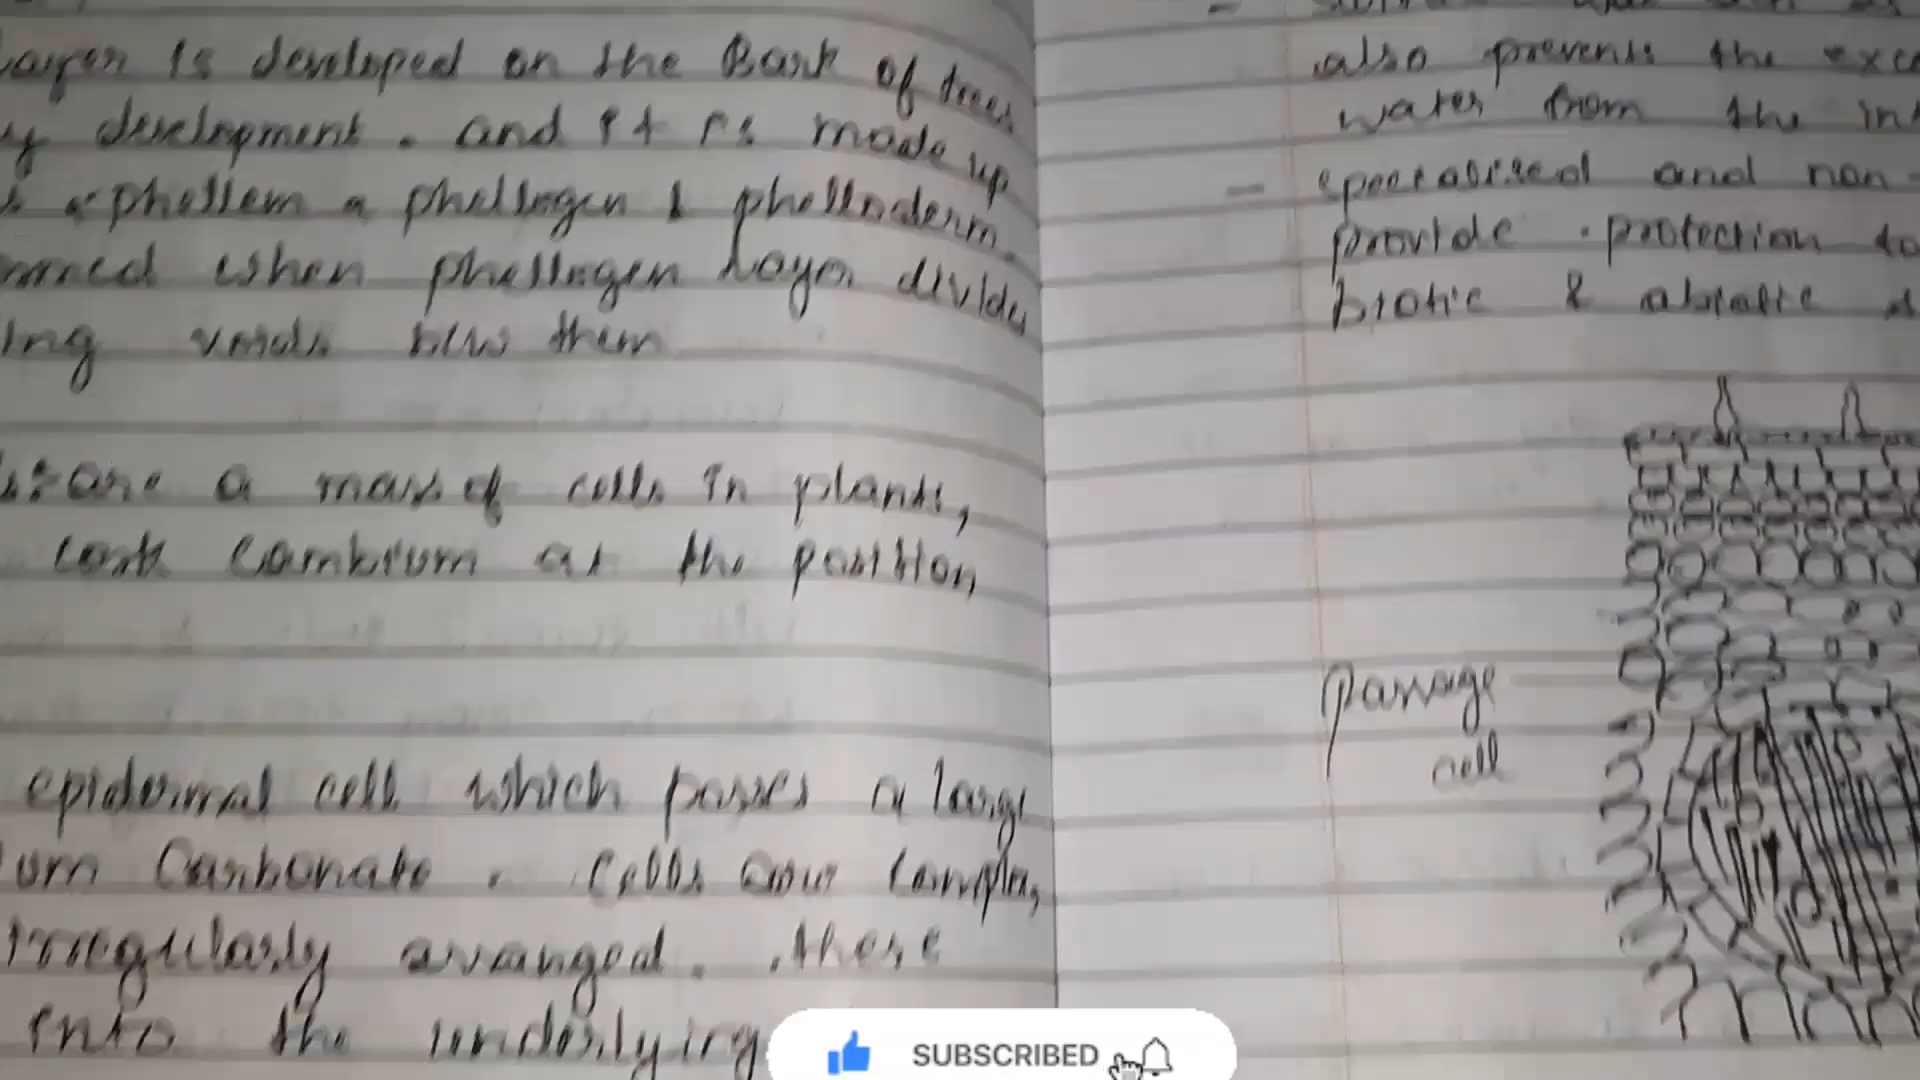 layer is developed on the Bark of trees
development. and it is made up
phellem a phellogen & phelloderm.
when phellogen layer divides
ing voids b/w them
are a mass of cells in plants,
cork cambium at the position
epidermal cell which posses a large
um Carbonate. Cells are
irregularly arranged. these
into the underlying
also prevents the
water from the
specialised and non-
provide protection to
biotic & abiotic
passage
cell
SUBSCRIBED